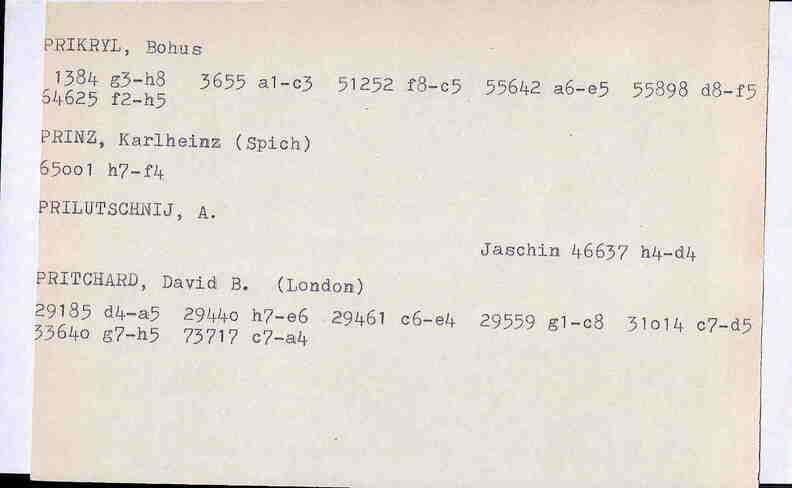 PRIKRYL, Bohus
1384 g3-h8 3655 a1-c3 51252 f8-c5 55642 a6-e5 55898 d8-f5
54625 f2-h5
PRINZ, Karlheinz (Spich)
65oo1 h7-f4
PRILUTSCHNIJ, A.
Jaschin 46637 h4-d4
PRITCHARD, David B. (London)
29185 d4-a5 2944o h7-e6 29461 c6-e4 29559 g1-c8 31o14 c7-d5
3364o g7-h5 73717 c7-a4